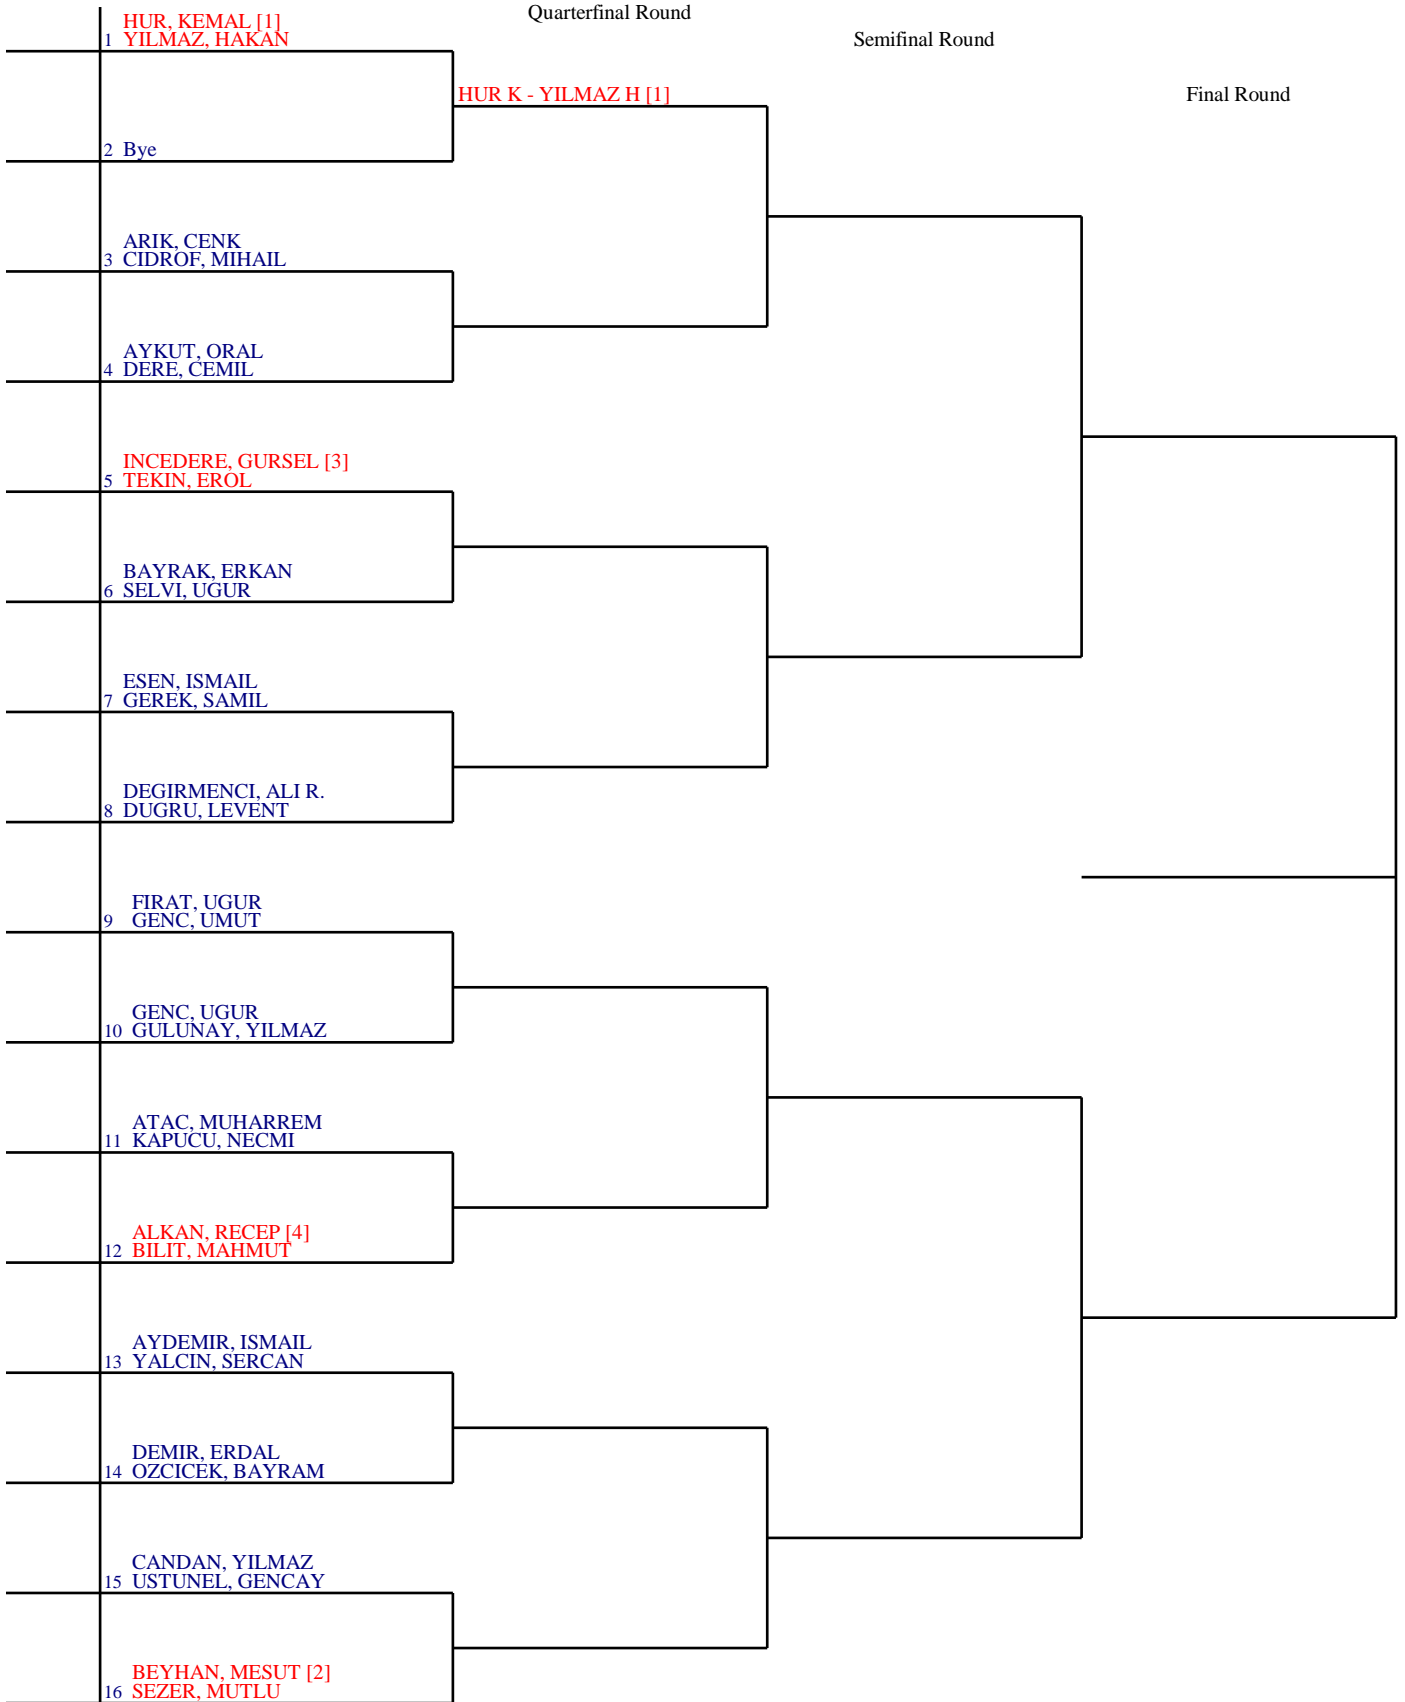 Quarterfinal Round
Semifinal Round
Final Round
HUR, KEMAL [1]
1 YILMAZ, HAKAN
HUR K - YILMAZ H [1]
2 Bye
ARIK, CENK
3 CIDROF, MIHAIL
AYKUT, ORAL
4 DERE, CEMIL
INCEDERE, GURSEL [3]
5 TEKIN, EROL
BAYRAK, ERKAN
6 SELVI, UGUR
ESEN, ISMAIL
7 GEREK, SAMIL
DEGIRMENCI, ALI R.
8 DUGRU, LEVENT
FIRAT, UGUR
9 GENC, UMUT
GENC, UGUR
10 GULUNAY, YILMAZ
ATAC, MUHARREM
11 KAPUCU, NECMI
ALKAN, RECEP [4]
12 BILIT, MAHMUT
AYDEMIR, ISMAIL
13 YALCIN, SERCAN
DEMIR, ERDAL
14 OZCICEK, BAYRAM
CANDAN, YILMAZ
15 USTUNEL, GENCAY
BEYHAN, MESUT [2]
16 SEZER, MUTLU